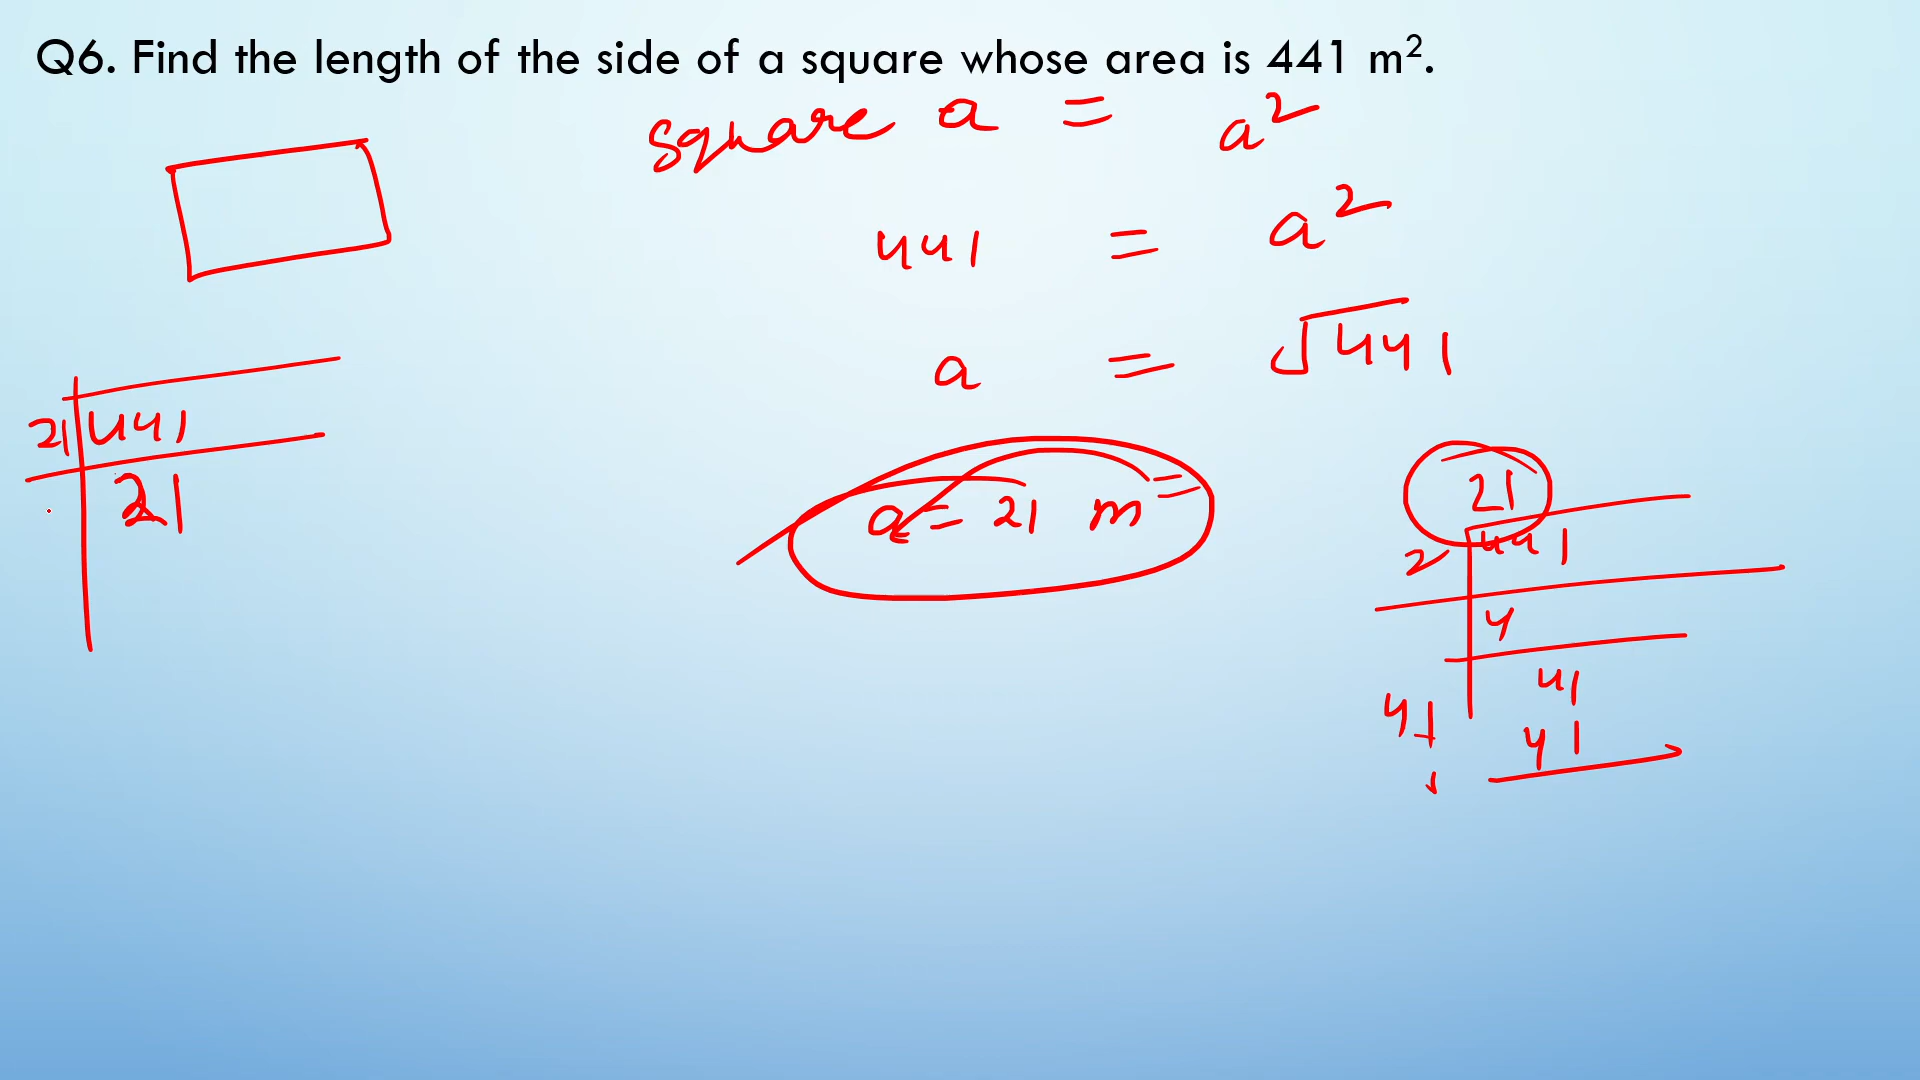 Q6. Find the length of the side of a square whose area is 441 m².
square a = a²
441 = a²
a = √441
21 441
21
a = 21 m
21
2 441
4
41
41 41
1